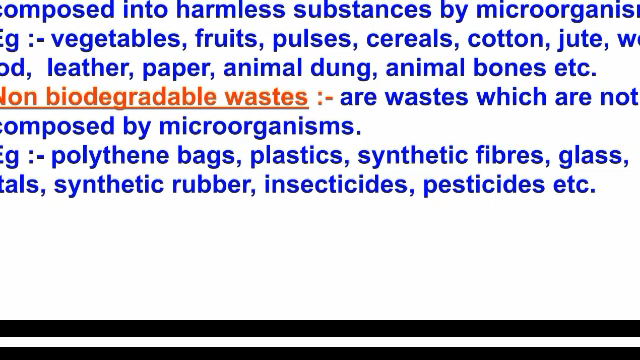 composed into harmless substances by microorganis
Eg :- vegetables, fruits, pulses, cereals, cotton, jute, w
od, leather, paper, animal dung, animal bones etc.
Non biodegradable wastes :- are wastes which are not
composed by microorganisms.
Eg :- polythene bags, plastics, synthetic fibres, glass,
tals, synthetic rubber, insecticides, pesticides etc.